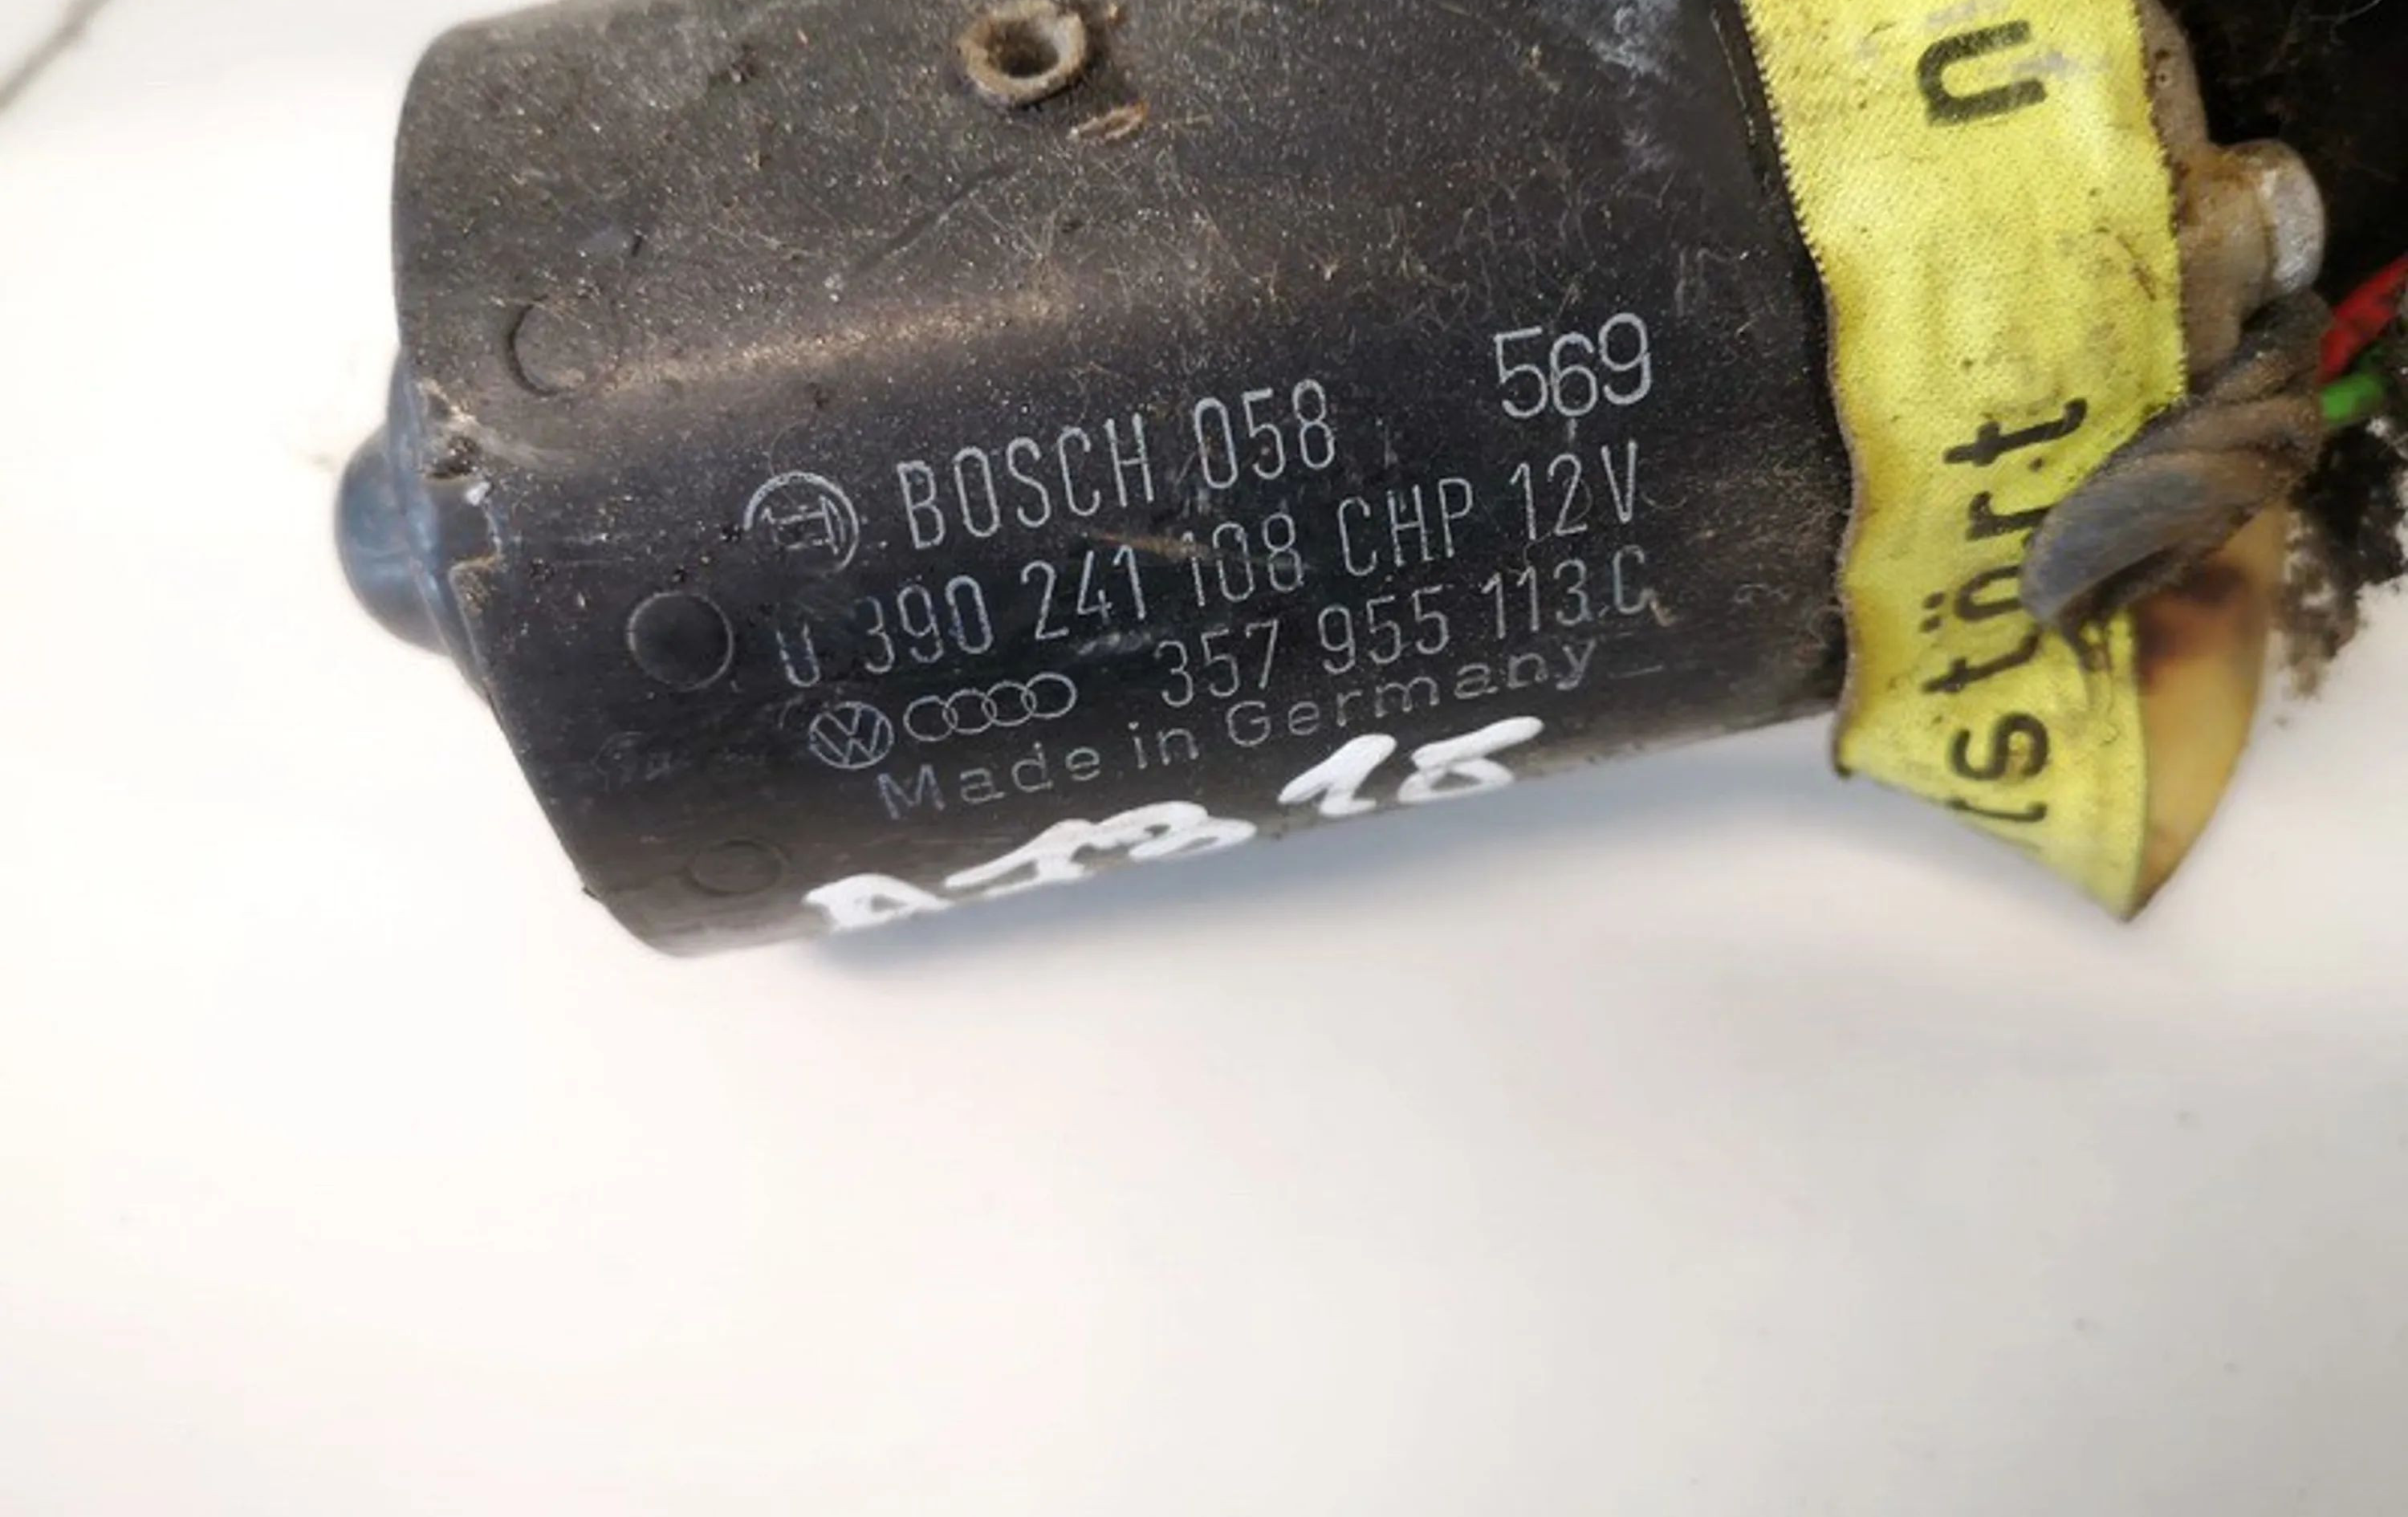 BOSCH 058 569
0 390 241 108 CHP 12V
357 955 113.C
Made in Germany